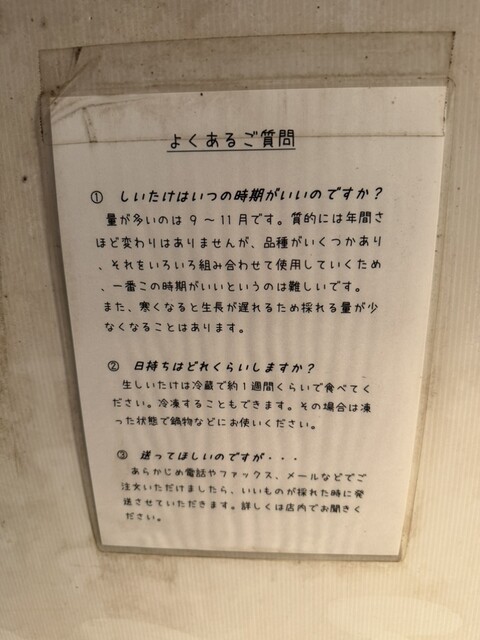 よくあるご質問
① しいたけはいつの時期がいいのですか？
量が多いのは９～１１月です。質的には年間さ
ほど変わりはありませんが、品種がいくつかあり
、それをいろいろ組み合わせて使用していくため
、一番この時期がいいというのは難しいです。
また、寒くなると生長が遅れるため採れる量が少
なくなることはあります。
② 日持ちはどれくらいしますか？
生しいたけは冷蔵で約１週間くらいで食べてく
ださい。冷凍することもできます。その場合は凍
った状態で鍋物などにお使いください。
③ 送ってほしいのですが・・・
あらかじめ電話やファックス、メールなどでご
注文いただけましたら、いいものが採れた時に発
送させていただきます。詳しくは店内でお聞きく
ださい。